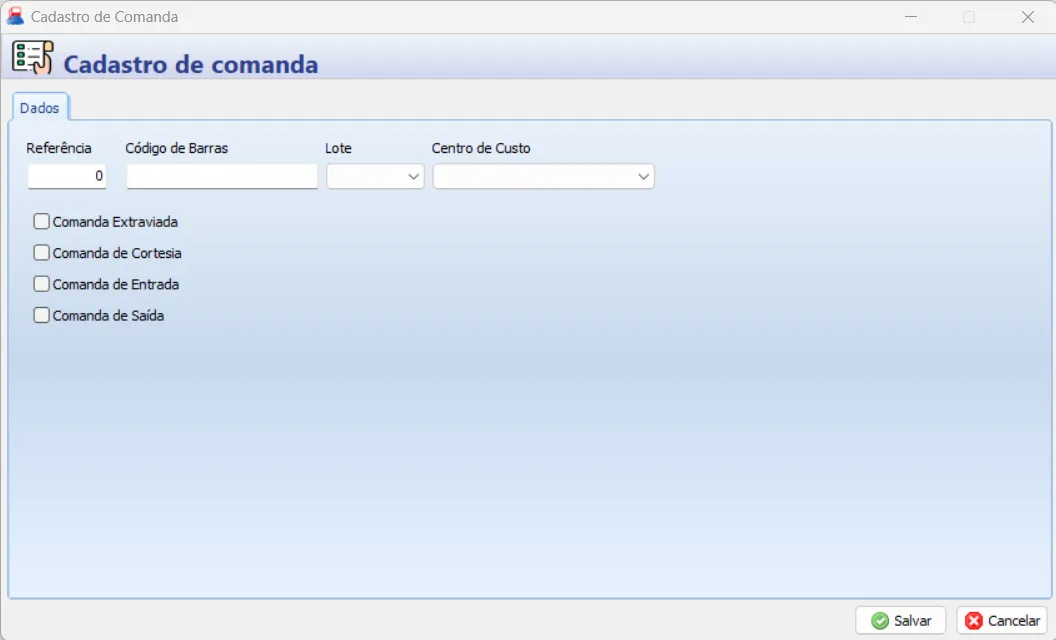 Cadastro de Comanda
Cadastro de comanda
Dados
Referência Código de Barras Lote Centro de Custo
0
Comanda Extraviada
Comanda de Cortesia
Comanda de Entrada
Comanda de Saída
Salvar Cancelar